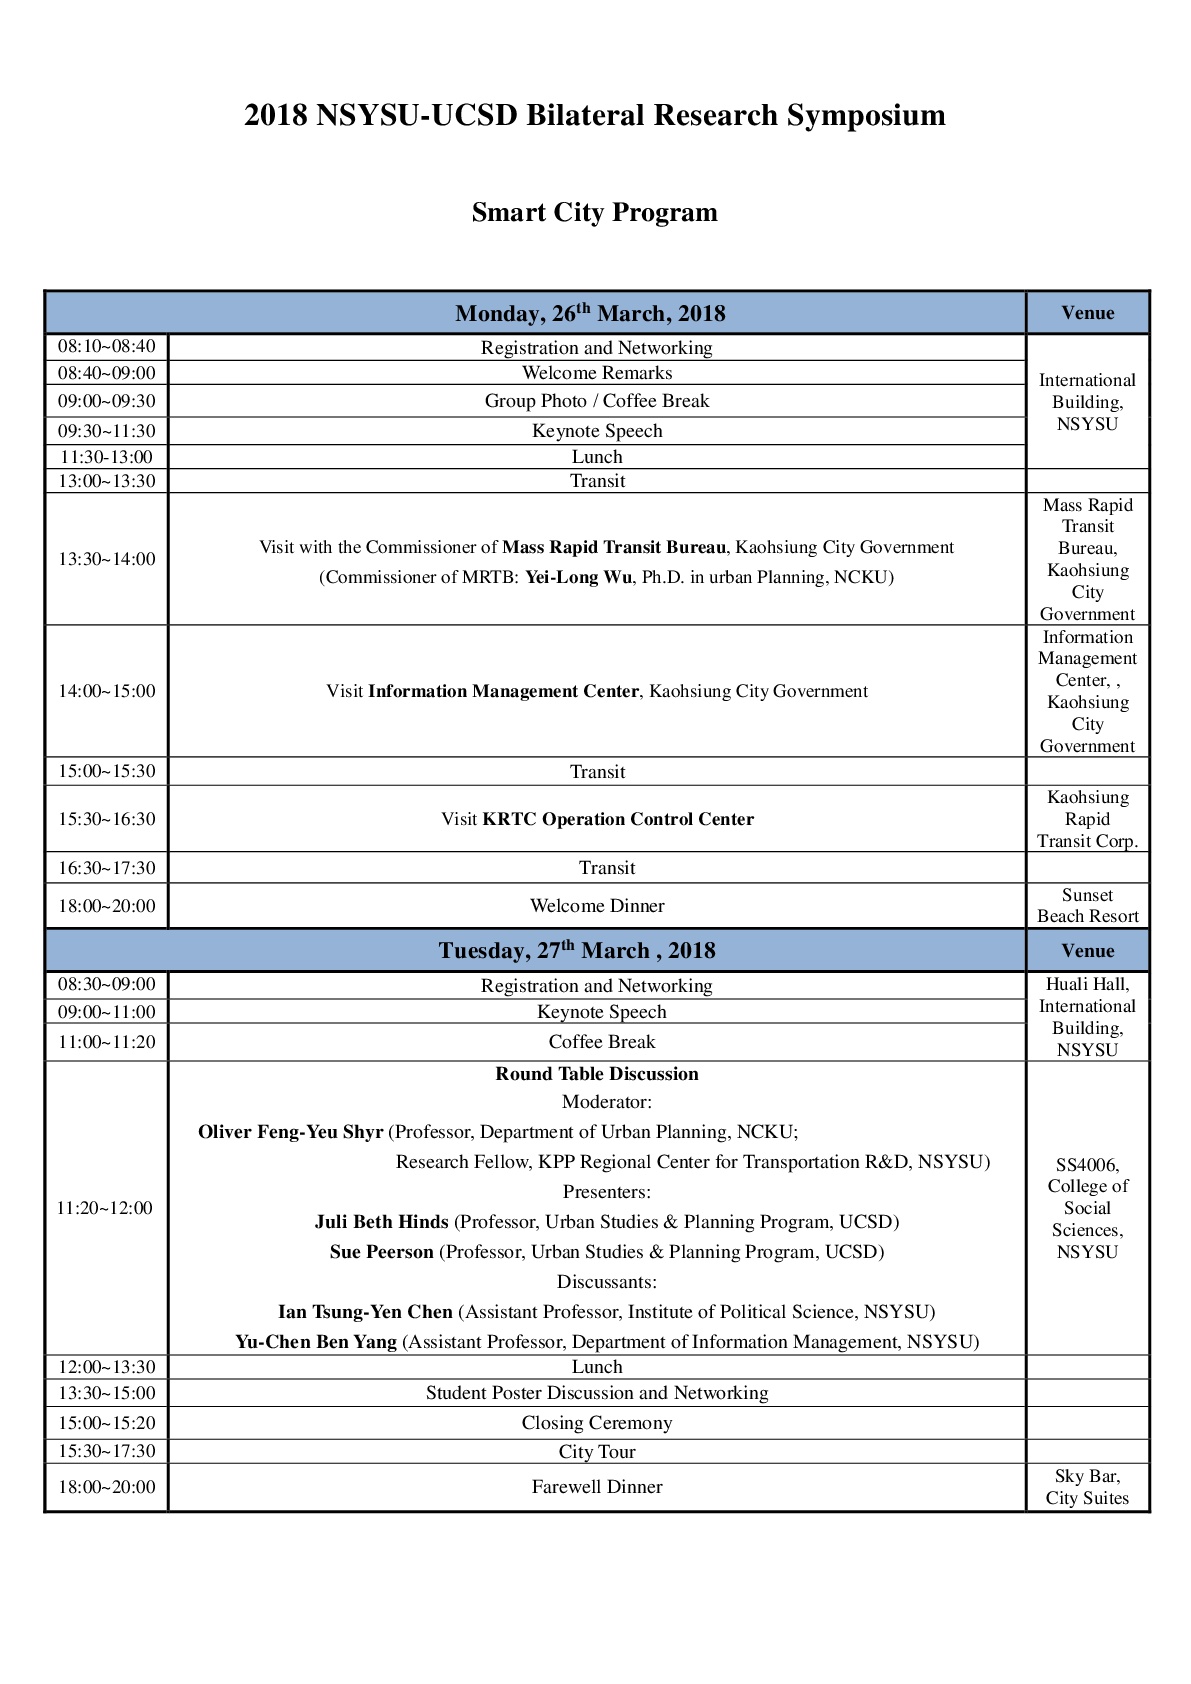 2018 NSYSU-UCSD Bilateral Research Symposium
Smart City Program
Monday, 26th March, 2018
Venue
08:10~08:40
Registration and Networking
International
Building,
NSYSU
08:40~09:00
Welcome Remarks
09:00~09:30
Group Photo / Coffee Break
09:30~11:30
Keynote Speech
11:30-13:00
Lunch
13:00~13:30
Transit
13:30~14:00
Visit with the Commissioner of Mass Rapid Transit Bureau, Kaohsiung City Government
(Commissioner of MRTB: Yei-Long Wu, Ph.D. in urban Planning, NCKU)
Mass Rapid
Transit
Bureau,
Kaohsiung
City
Government
14:00~15:00
Visit Information Management Center, Kaohsiung City Government
Information
Management
Center, ,
Kaohsiung
City
Government
15:00~15:30
Transit
15:30~16:30
Visit KRTC Operation Control Center
Kaohsiung
Rapid
Transit Corp.
16:30~17:30
Transit
18:00~20:00
Welcome Dinner
Sunset
Beach Resort
Tuesday, 27th March , 2018
Venue
08:30~09:00
Registration and Networking
Huali Hall,
International
Building,
NSYSU
09:00~11:00
Keynote Speech
11:00~11:20
Coffee Break
11:20~12:00
Round Table Discussion
Moderator:
Oliver Feng-Yeu Shyr (Professor, Department of Urban Planning, NCKU;
Research Fellow, KPP Regional Center for Transportation R&D, NSYSU)
Presenters:
Juli Beth Hinds (Professor, Urban Studies & Planning Program, UCSD)
Sue Peerson (Professor, Urban Studies & Planning Program, UCSD)
Discussants:
Ian Tsung-Yen Chen (Assistant Professor, Institute of Political Science, NSYSU)
Yu-Chen Ben Yang (Assistant Professor, Department of Information Management, NSYSU)
SS4006,
College of
Social
Sciences,
NSYSU
12:00~13:30
Lunch
13:30~15:00
Student Poster Discussion and Networking
15:00~15:20
Closing Ceremony
15:30~17:30
City Tour
18:00~20:00
Farewell Dinner
Sky Bar,
City Suites